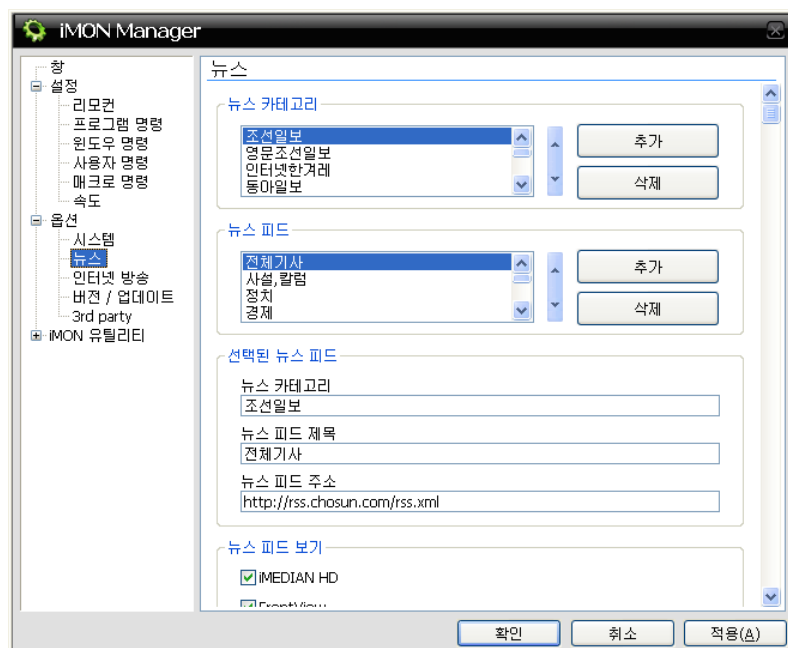 iMON Manager
창
설정
리모컨
프로그램 명령
윈도우 명령
사용자 명령
매크로 명령
속도
옵션
시스템
뉴스
인터넷 방송
버전 / 업데이트
3rd party
iMON 유틸리티
뉴스
뉴스 카테고리
조선일보
영문조선일보
인터넷한겨레
동아일보
추가
삭제
뉴스 피드
전체기사
사설,칼럼
정치
경제
추가
삭제
선택된 뉴스 피드
뉴스 카테고리
조선일보
뉴스 피드 제목
전체기사
뉴스 피드 주소
http://rss.chosun.com/rss.xml
뉴스 피드 보기
iMEDIAN HD
FrontView
확인
취소
적용(A)